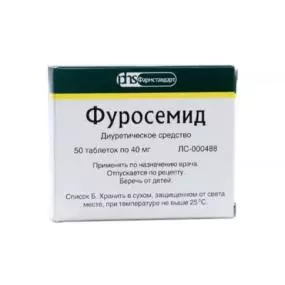 phs Фармстандарт
Фуросемид
Диуретическое средство
50 таблеток по 40 мг ЛС-000488
Применять по назначению врача.
Отпускается по рецепту.
Беречь от детей.
Список Б. Хранить в сухом, защищенном от света
месте, при температуре не выше 25 °С.